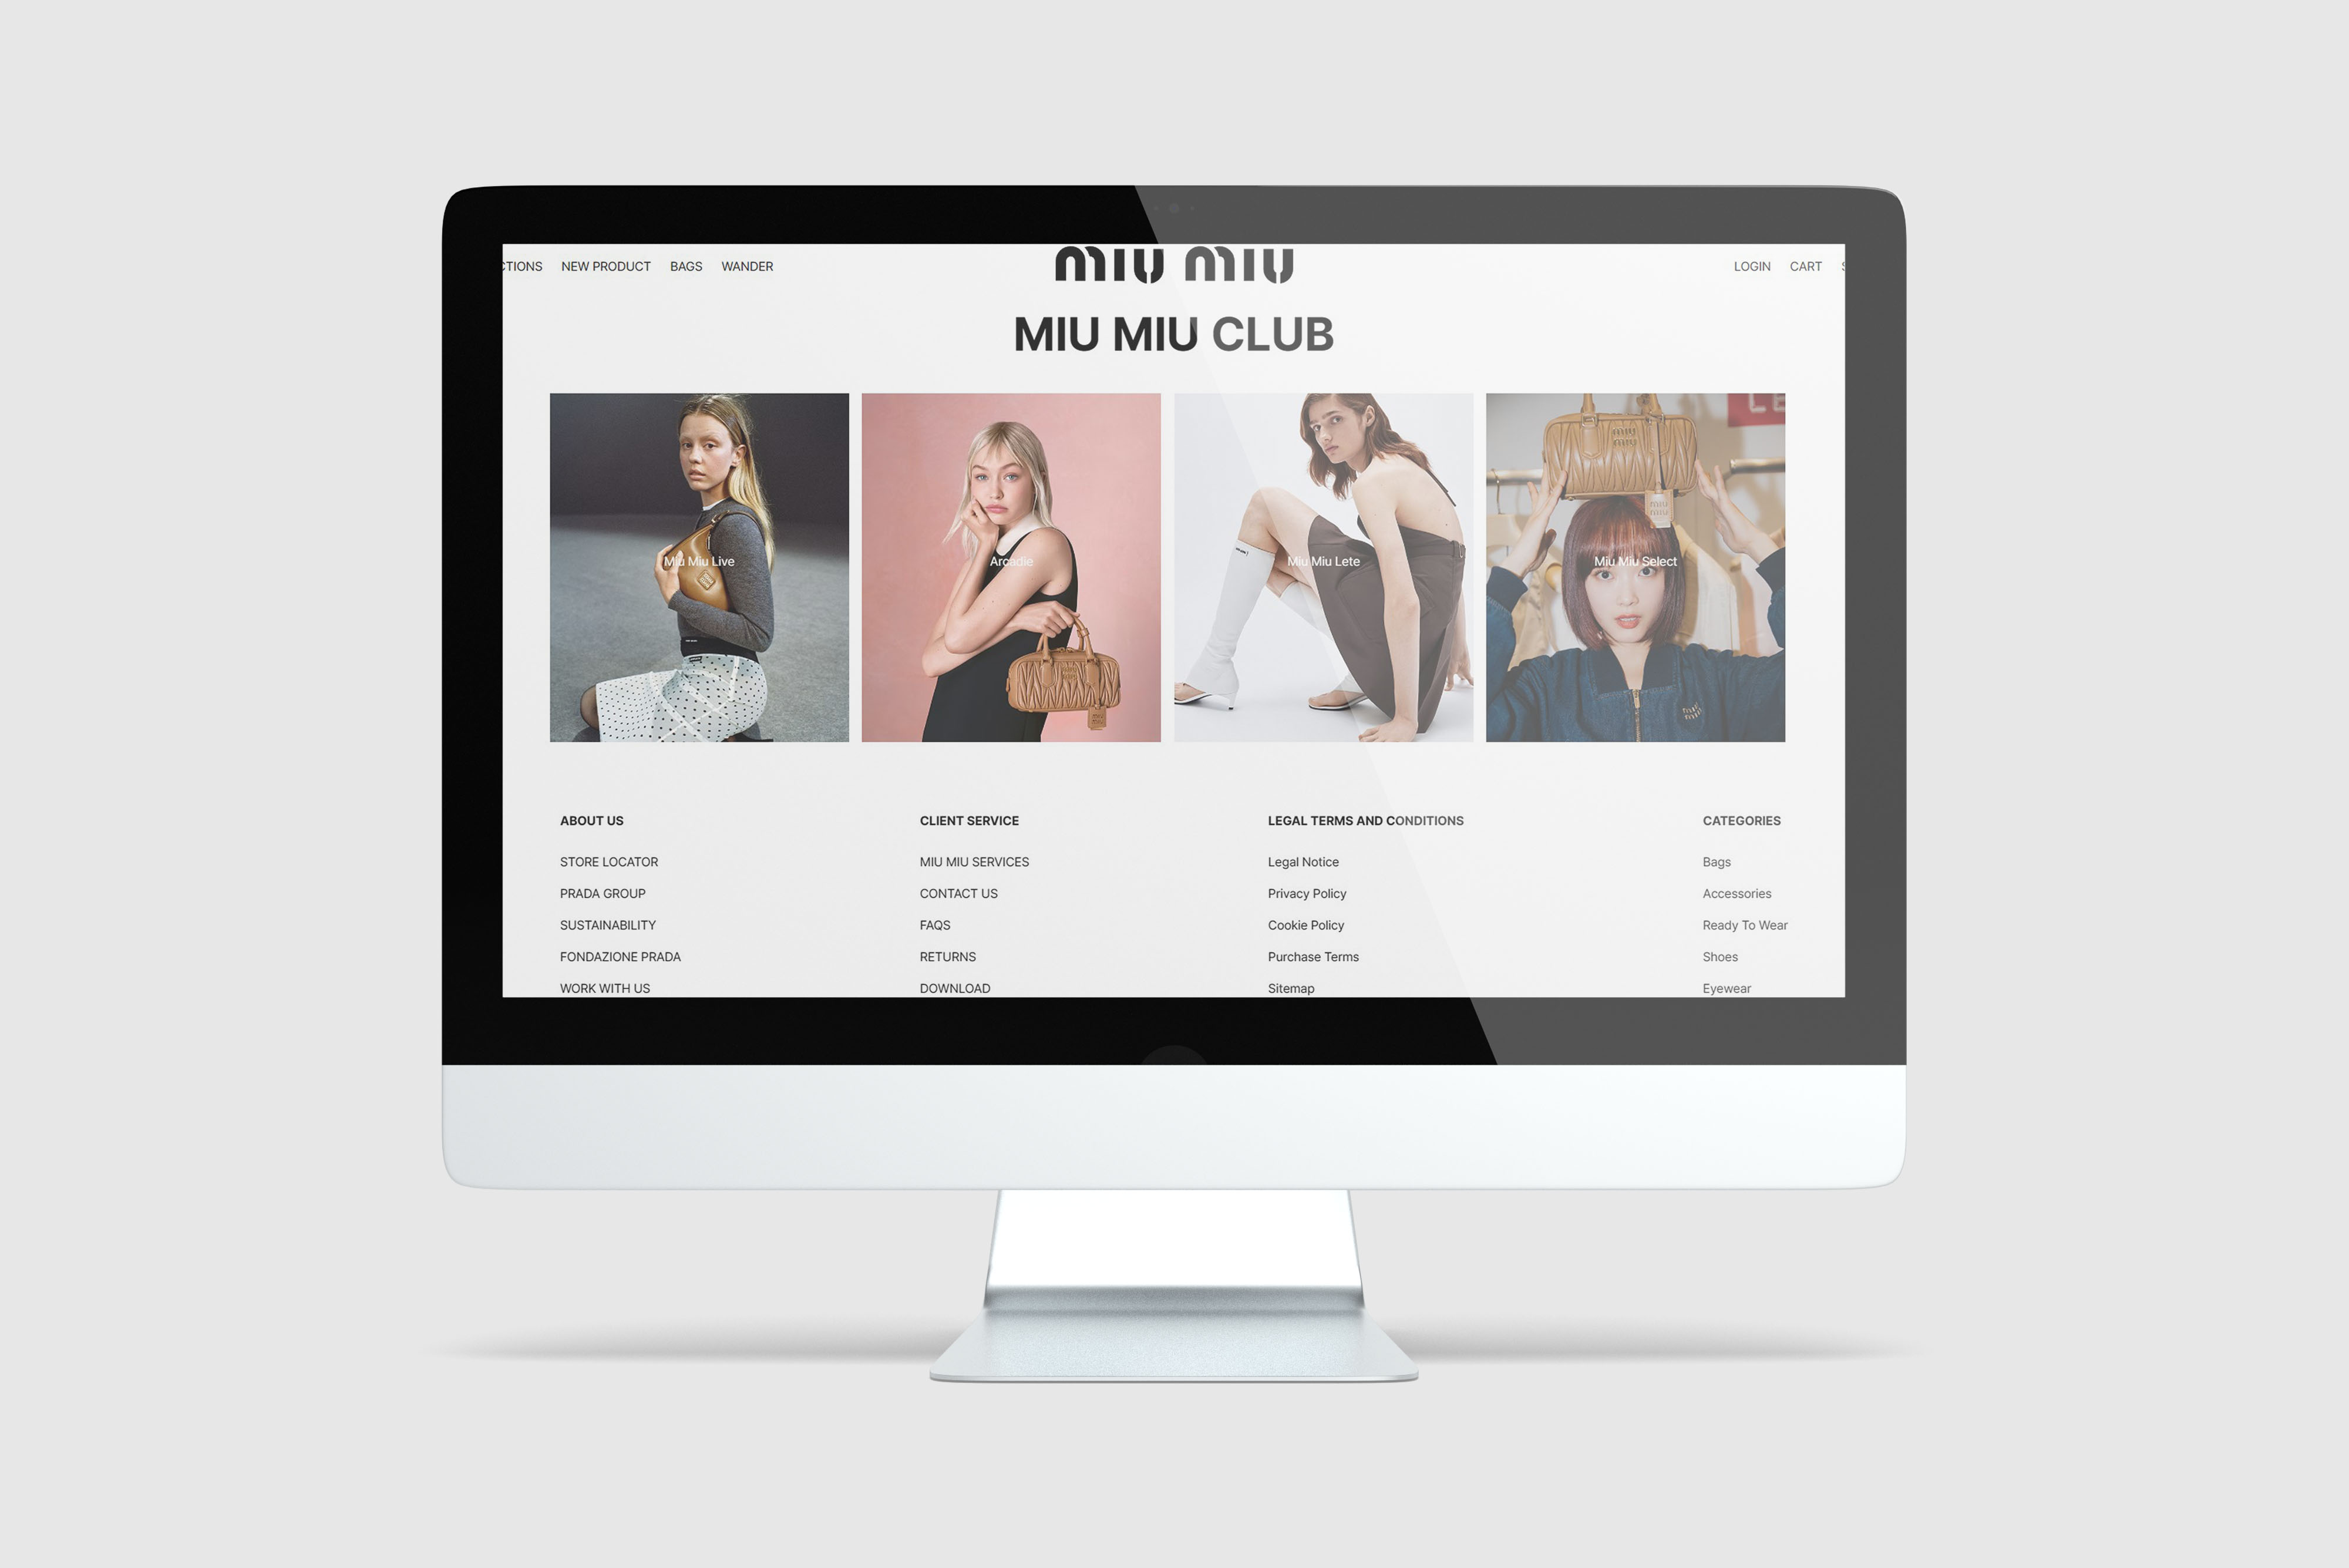 CTIONS NEW PRODUCT BAGS WANDER miu miu LOGIN CART
MIU MIU CLUB
LE
MIU
MIU
Miu Miu Live Arcadie Miu Miu Lete Miu Miu Select
ABOUT US CLIENT SERVICE LEGAL TERMS AND CONDITIONS CATEGORIES
STORE LOCATOR MIU MIU SERVICES Legal Notice Bags
PRADA GROUP CONTACT US Privacy Policy Accessories
SUSTAINABILITY FAQS Cookie Policy Ready To Wear
FONDAZIONE PRADA RETURNS Purchase Terms Shoes
WORK WITH US DOWNLOAD Sitemap Eyewear